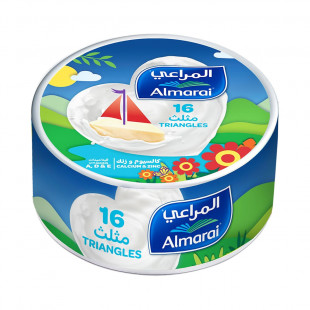 المراعي
Almarai
16
مثلث
TRIANGLES
كالسيوم و زنك
CALCIUM & ZINC
A, D & E
16
مثلث
TRIANGLES
المراعي
Almarai